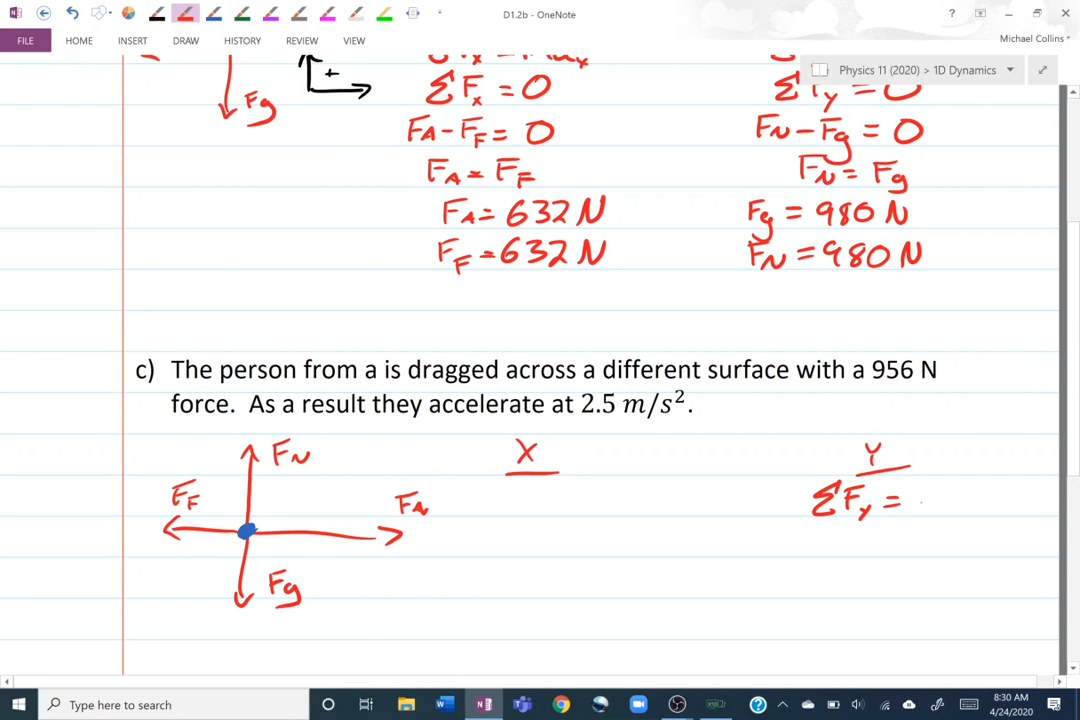 D1.2b - OneNote
Michael Collins
FILE HOME INSERT DRAW HISTORY REVIEW VIEW
Physics 11 (2020) > 1D Dynamics
Fg
+
ΣFx = 0
FA - FF = 0
FA = FF
FA = 632 N
FF = 632 N
ΣFy = 0
FN - Fg = 0
FN = Fg
Fg = 980 N
FN = 980 N
c) The person from a is dragged across a different surface with a 956 N
force. As a result they accelerate at 2.5 m/s².
FN
FF
FA
Fg
X
Y
ΣFy =
Type here to search
8:30 AM
4/24/2020